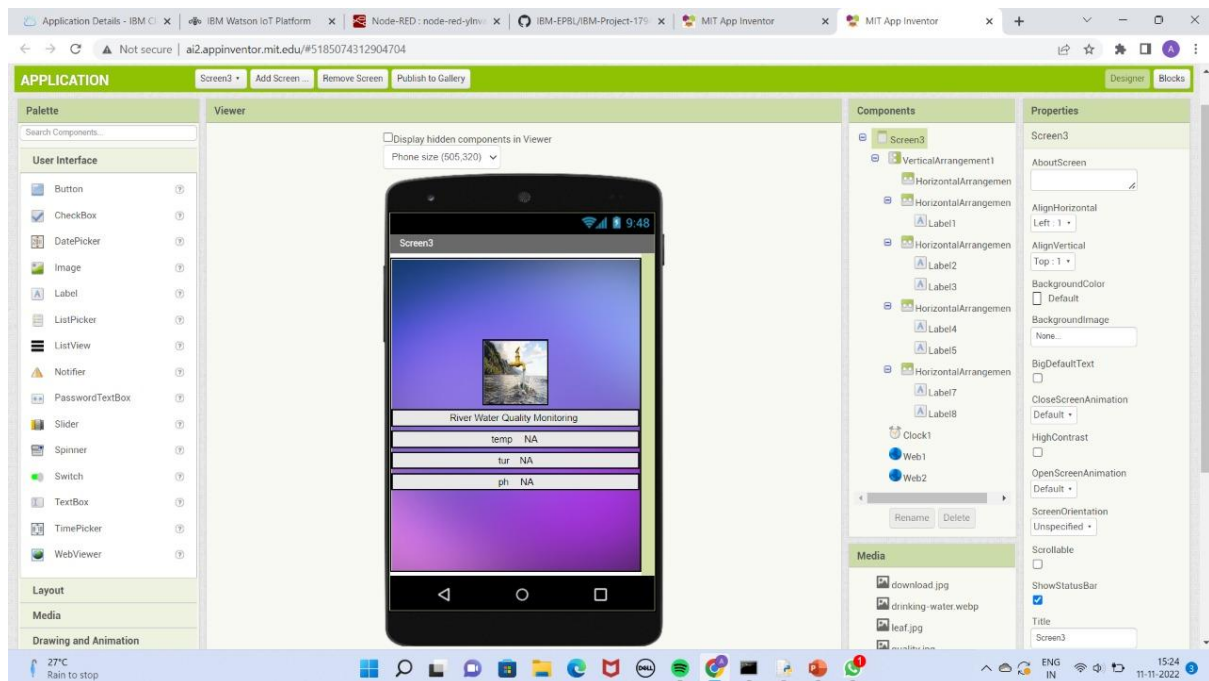 Application Details - IBM Cl
IBM Watson IoT Platform
Node-RED : node-red-ylnv
IBM-EPBL/IBM-Project-179
MIT App Inventor
MIT App Inventor
Not secure | ai2.appinventor.mit.edu/#5185074312904704
APPLICATION
Screen3
Add Screen ...
Remove Screen
Publish to Gallery
Designer
Blocks
Palette
Search Components...
User Interface
Button
CheckBox
DatePicker
Image
Label
ListPicker
ListView
Notifier
PasswordTextBox
Slider
Spinner
Switch
TextBox
TimePicker
WebViewer
Layout
Media
Drawing and Animation
Viewer
Display hidden components in Viewer
Phone size (505,320)
9:48
Screen3
River Water Quality Monitoring
temp NA
tur NA
ph NA
Components
Screen3
VerticalArrangement1
HorizontalArrangemen
HorizontalArrangemen
Label1
HorizontalArrangemen
Label2
Label3
HorizontalArrangemen
Label4
Label5
HorizontalArrangemen
Label7
Label8
Clock1
Web1
Web2
Rename
Delete
Media
download.jpg
drinking-water.webp
leaf.jpg
Properties
Screen3
AboutScreen
AlignHorizontal
Left : 1
AlignVertical
Top : 1
BackgroundColor
Default
BackgroundImage
None...
BigDefaultText
CloseScreenAnimation
Default
HighContrast
OpenScreenAnimation
Default
ScreenOrientation
Unspecified
Scrollable
ShowStatusBar
Title
Screen3
27°C
Rain to stop
ENG
IN
15:24
11-11-2022